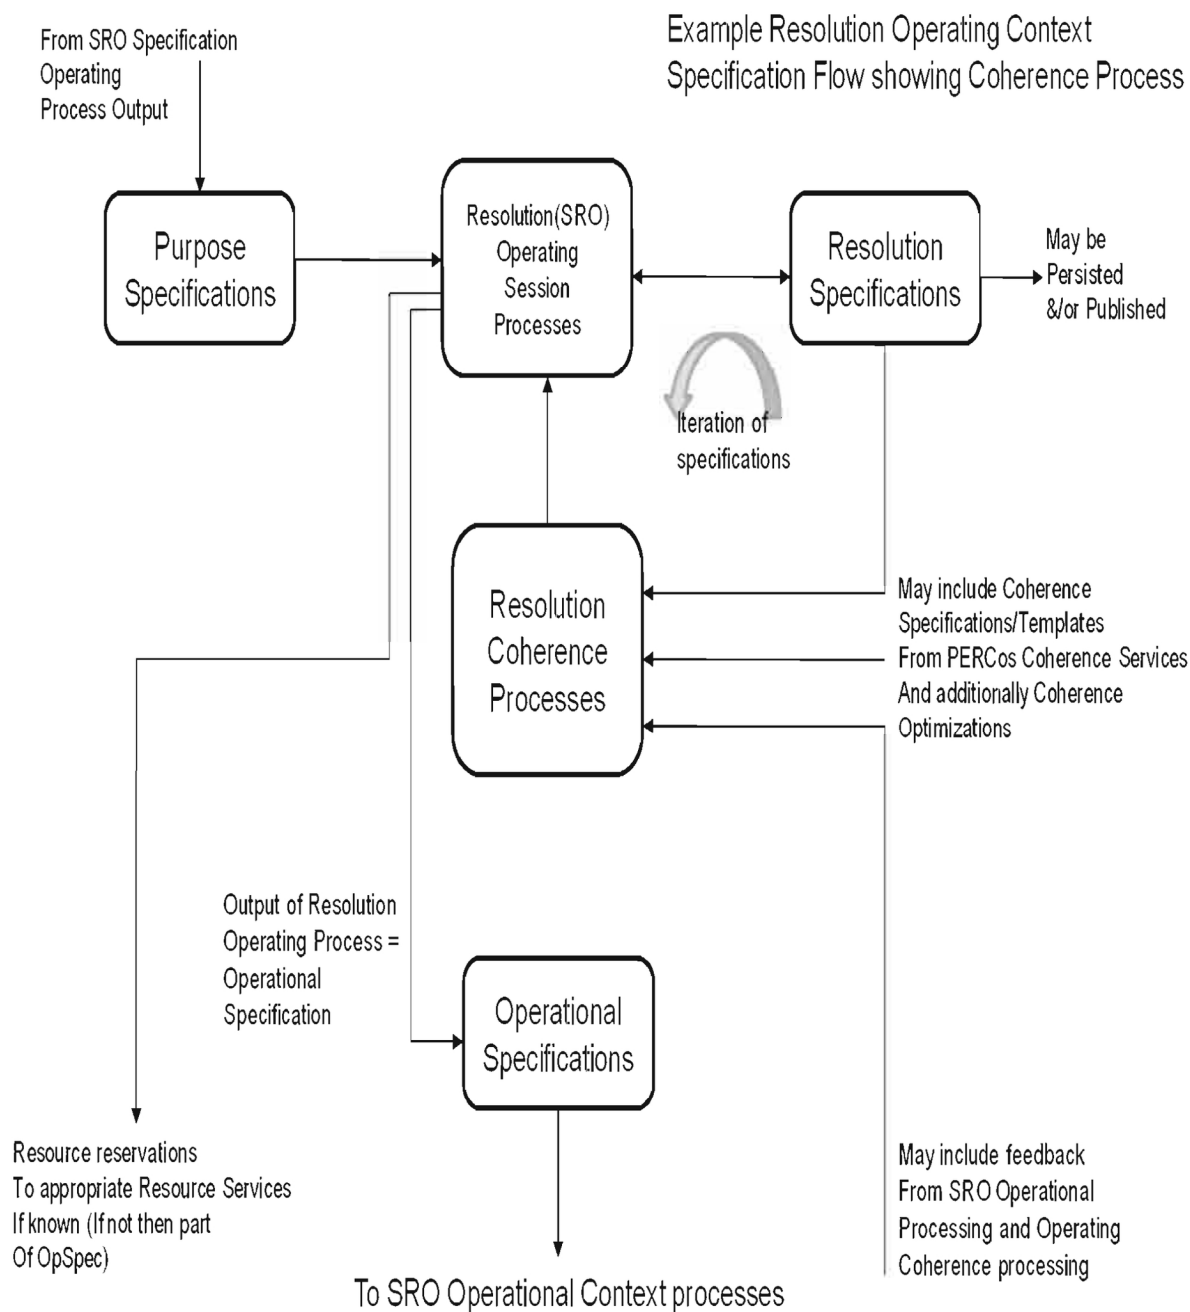 From SRO Specification
Operating
Process Output
Example Resolution Operating Context
Specification Flow showing Coherence Process
Purpose
Specifications
Resolution(SRO)
Operating
Session
Processes
Resolution
Specifications
May be
Persisted
&/or Published
Iteration of
specifications
Resolution
Coherence
Processes
May include Coherence
Specifications/Templates
From PERCos Coherence Services
And additionally Coherence
Optimizations
Output of Resolution
Operating Process =
Operational
Specification
Operational
Specifications
Resource reservations
To appropriate Resource Services
If known (If not then part
Of OpSpec)
May include feedback
From SRO Operational
Processing and Operating
Coherence processing
To SRO Operational Context processes